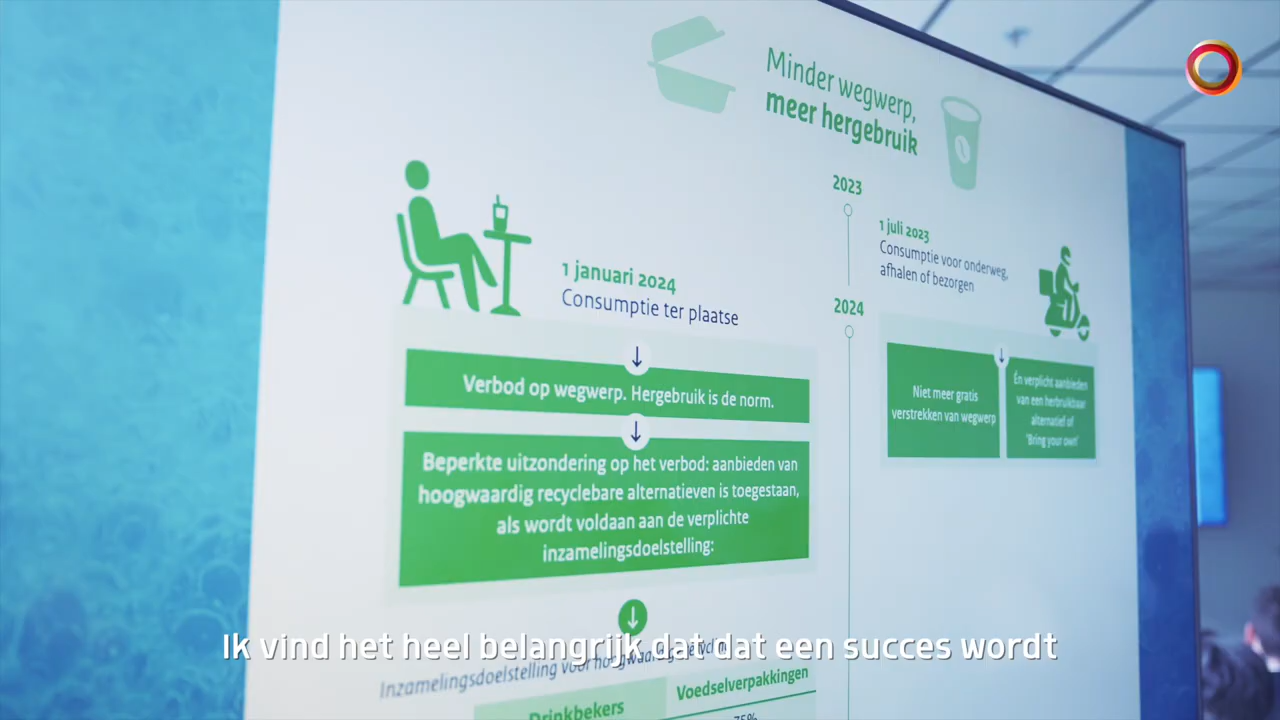 Minder wegwerp,
meer hergebruik
2023
1 juli 2023
Consumptie voor onderweg,
afhalen of bezorgen
2024
1 januari 2024
Consumptie ter plaatse
Verbod op wegwerp. Hergebruik is de norm.
Beperkte uitzondering op het verbod: aanbieden van
hoogwaardig recyclebare alternatieven is toegestaan,
als wordt voldaan aan de verplichte
inzamelingsdoelstelling:
Niet meer gratis
verstrekken van wegwerp
Én verplicht aanbieden
van een herbruikbaar
alternatief of
'Bring your own'
Inzamelingsdoelstelling voor hoogwaardige
Drinkbekers
Voedselverpakkingen
75%
Ik vind het heel belangrijk dat dat een succes wordt